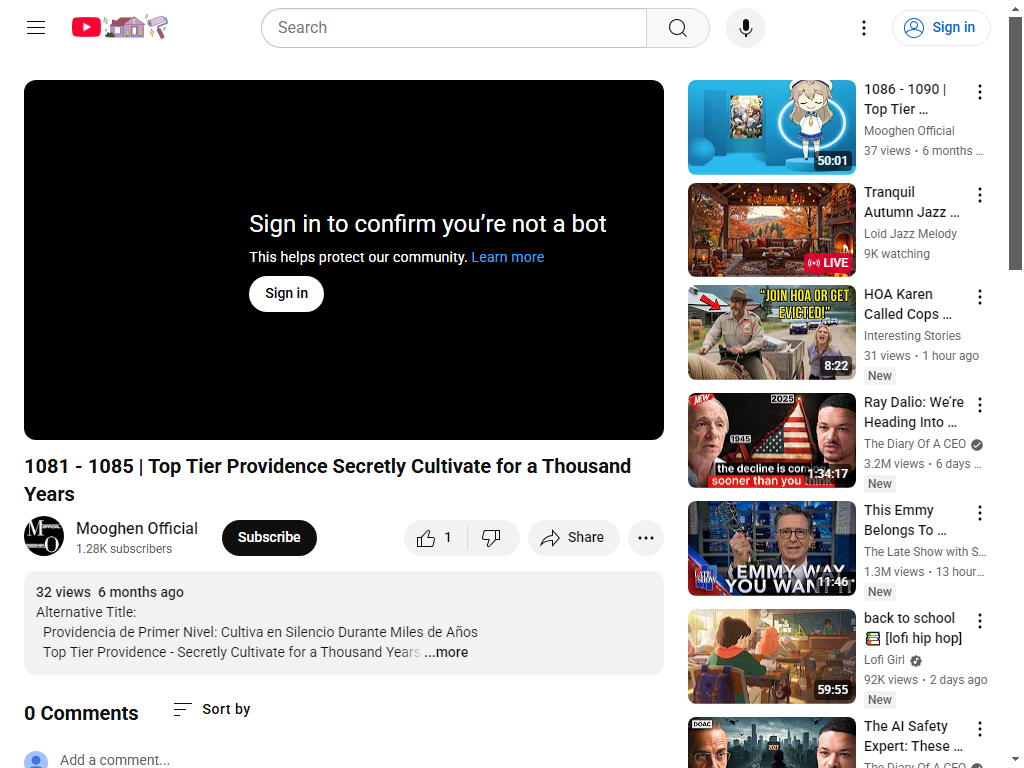 Search
Sign in
Sign in to confirm you’re not a bot
This helps protect our community. Learn more
Sign in
1081 - 1085 | Top Tier Providence Secretly Cultivate for a Thousand
Years
Mooghen Official
1.28K subscribers
Subscribe
1
Share
32 views 6 months ago
Alternative Title:
Providencia de Primer Nivel: Cultiva en Silencio Durante Miles de Años
Top Tier Providence - Secretly Cultivate for a Thousand Years ...more
0 Comments
Sort by
Add a comment...
50:01
1086 - 1090 |
Top Tier ...
Mooghen Official
37 views • 6 months ...
LIVE
Tranquil
Autumn Jazz ...
Loid Jazz Melody
9K watching
"JOIN HOA OR GET
EVICTED!"
8:22
HOA Karen
Called Cops ...
Interesting Stories
31 views • 1 hour ago
New
NEW
2025
1945
the decline is
sooner than you
1:34:17
Ray Dalio: We’re
Heading Into ...
The Diary Of A CEO
3.2M views • 6 days ...
New
LATE SHOW
EMMY WAY
YOU WANT IT
11:46
This Emmy
Belongs To ...
The Late Show with S...
1.3M views • 13 hour...
New
59:55
back to school
[lofi hip hop]
Lofi Girl
92K views • 2 days ago
New
DOAC
2027
The AI Safety
Expert: These ...
The Diary Of A CEO